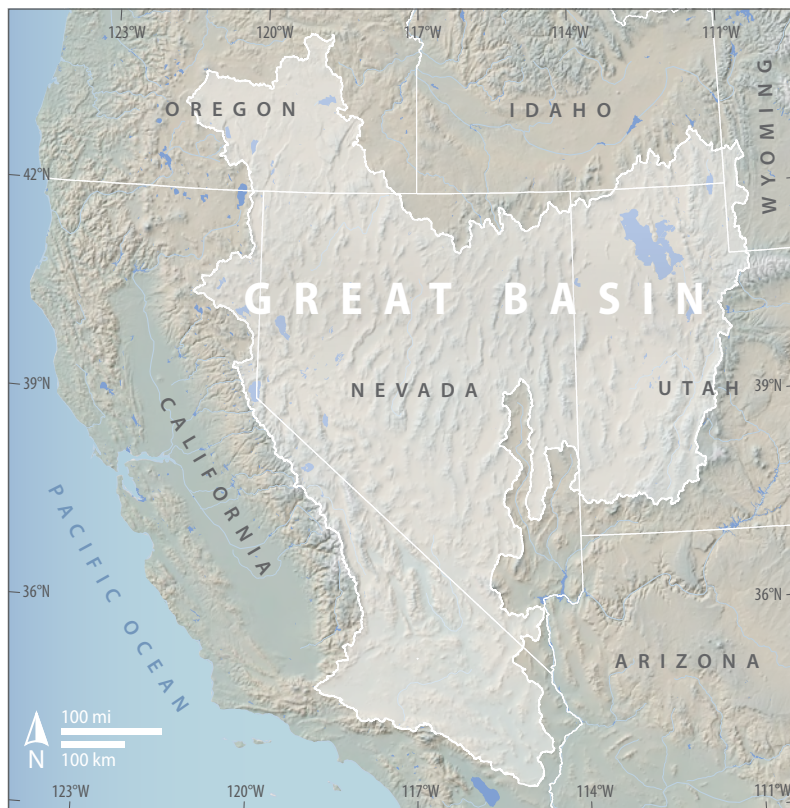 123°W 120°W 117°W 114°W 111°W
OREGON
IDAHO
WYOMING
42°N
GREAT BASIN
39°N
NEVADA
UTAH
39°N
CALIFORNIA
PACIFIC OCEAN
36°N
36°N
ARIZONA
100 mi
100 km
N
123°W 120°W 117°W 114°W 111°W